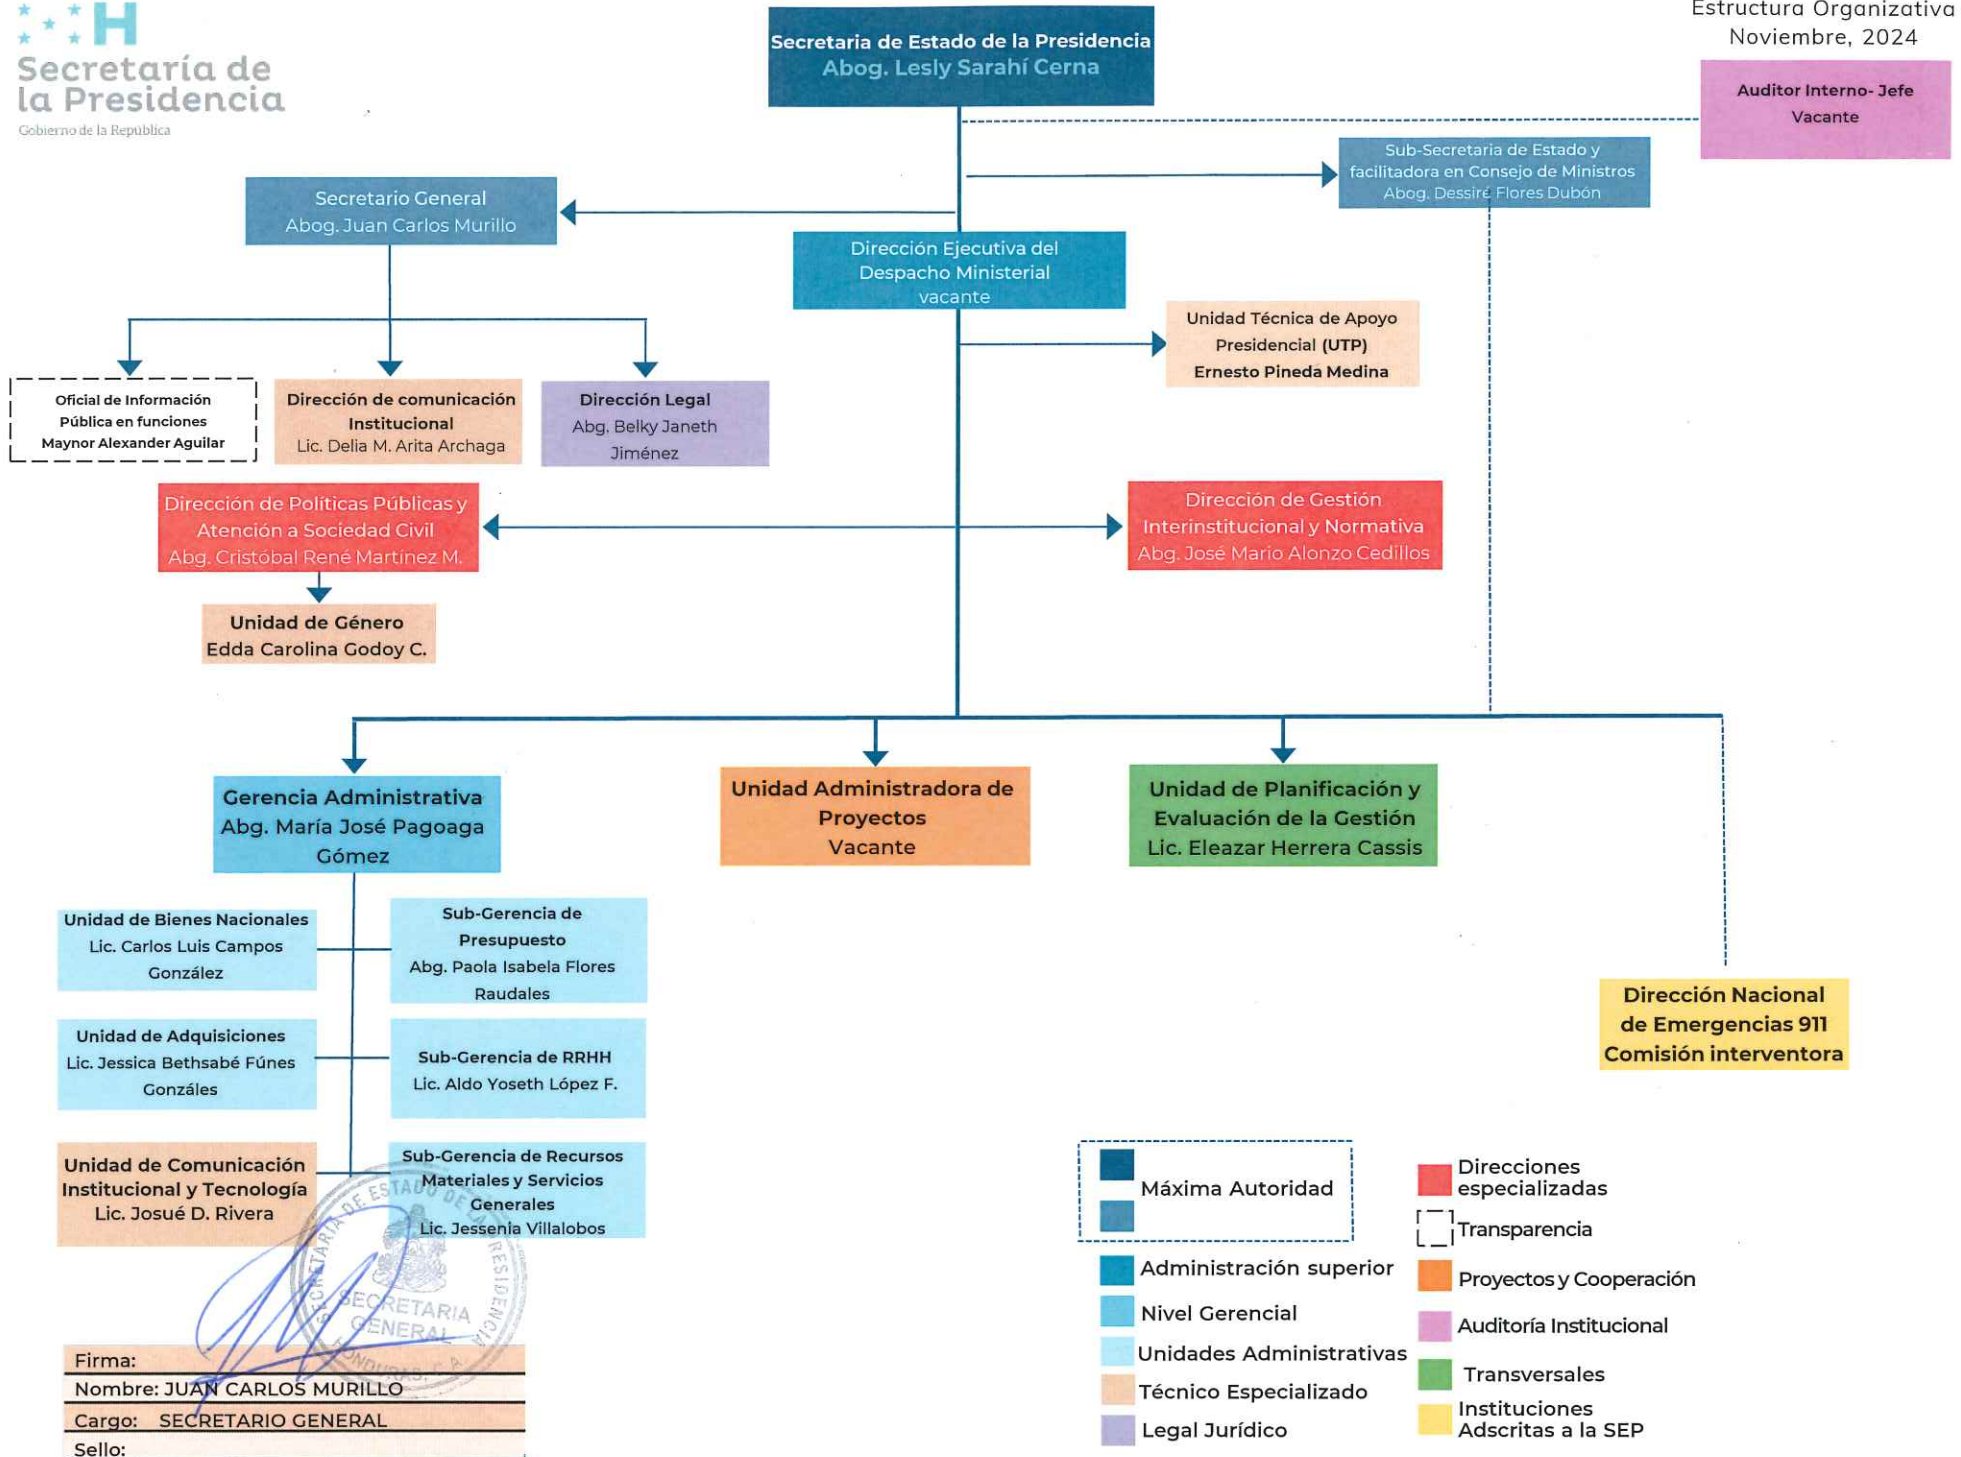 H
Secretaría de
la Presidencia
Gobierno de la República
Estructura Organizativa
Noviembre, 2024
Secretaria de Estado de la Presidencia
Abog. Lesly Sarahí Cerna
Auditor Interno- Jefe
Vacante
Sub-Secretaria de Estado y
facilitadora en Consejo de Ministros
Abog. Dessiré Flores Dubón
Secretario General
Abog. Juan Carlos Murillo
Dirección Ejecutiva del
Despacho Ministerial
vacante
Unidad Técnica de Apoyo
Presidencial (UTP)
Ernesto Pineda Medina
Oficial de Información
Pública en funciones
Maynor Alexander Aguilar
Dirección de comunicación
Institucional
Lic. Delia M. Arita Archaga
Dirección Legal
Abg. Belky Janeth
Jiménez
Dirección de Políticas Públicas y
Atención a Sociedad Civil
Abg. Cristóbal René Martínez M.
Dirección de Gestión
Interinstitucional y Normativa
Abg. José Mario Alonzo Cedillos
Unidad de Género
Edda Carolina Godoy C.
Gerencia Administrativa
Abg. María José Pagoaga
Gómez
Unidad Administradora de
Proyectos
Vacante
Unidad de Planificación y
Evaluación de la Gestión
Lic. Eleazar Herrera Cassis
Unidad de Bienes Nacionales
Lic. Carlos Luis Campos
González
Sub-Gerencia de
Presupuesto
Abg. Paola Isabela Flores
Raudales
Unidad de Adquisiciones
Lic. Jessica Bethsabé Fúnes
Gonzáles
Sub-Gerencia de RRHH
Lic. Aldo Yoseth López F.
Unidad de Comunicación
Institucional y Tecnología
Lic. Josué D. Rivera
Sub-Gerencia de Recursos
Materiales y Servicios
Generales
Lic. Jessenia Villalobos
Dirección Nacional
de Emergencias 911
Comisión interventora
SECRETARIA DE ESTADO DE LA PRESIDENCIA
SECRETARIA
GENERAL
HONDURAS, C. A.
Firma:
Nombre: JUAN CARLOS MURILLO
Cargo: SECRETARIO GENERAL
Sello:
Máxima Autoridad
Administración superior
Nivel Gerencial
Unidades Administrativas
Técnico Especializado
Legal Jurídico
Direcciones
especializadas
Transparencia
Proyectos y Cooperación
Auditoría Institucional
Transversales
Instituciones
Adscritas a la SEP